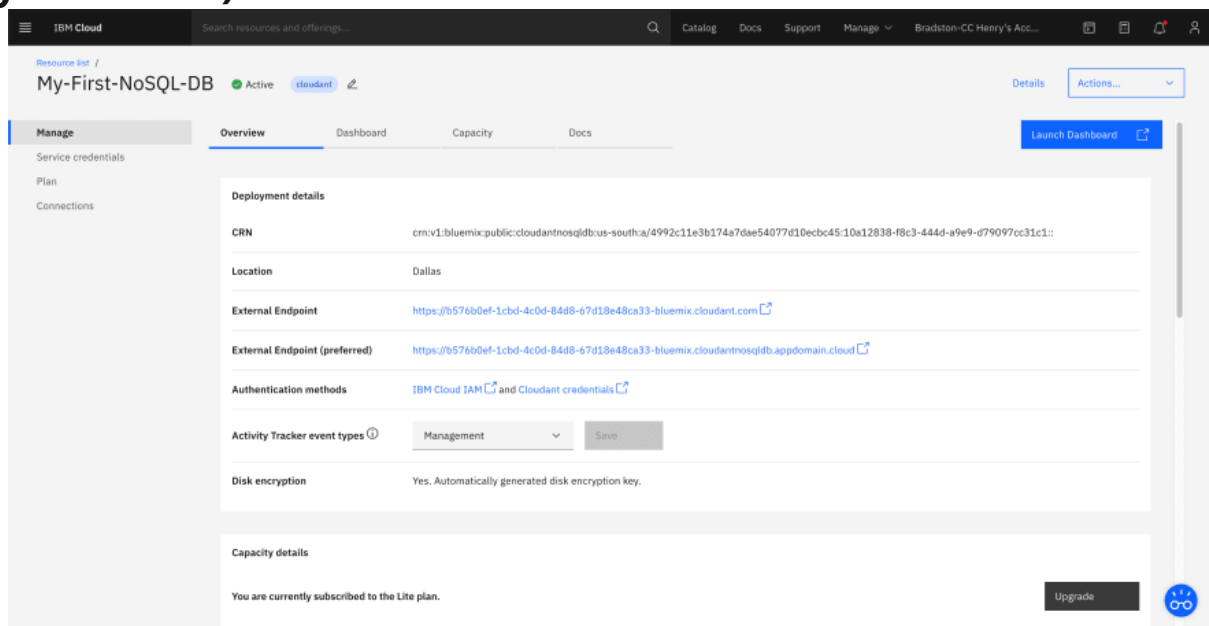 IBM Cloud
Search resources and offerings...
Catalog
Docs
Support
Manage
Bradston-CC Henry's Acc...
Resource list /
My-First-NoSQL-DB
Active
cloudant
Details
Actions...
Manage
Service credentials
Plan
Connections
Overview
Dashboard
Capacity
Docs
Launch Dashboard
Deployment details
CRN
crn:v1:bluemix:public:cloudantnosqldb:us-south:a/4992c11e3b174a7dae54077d10ecbc45:10a12838-f8c3-444d-a9e9-d79097cc31c1::
Location
Dallas
External Endpoint
https://b576b0ef-1cbd-4c0d-84d8-67d18e48ca33-bluemix.cloudant.com
External Endpoint (preferred)
https://b576b0ef-1cbd-4c0d-84d8-67d18e48ca33-bluemix.cloudantnosqldb.appdomain.cloud
Authentication methods
IBM Cloud IAM and Cloudant credentials
Activity Tracker event types
Management
Save
Disk encryption
Yes. Automatically generated disk encryption key.
Capacity details
You are currently subscribed to the Lite plan.
Upgrade